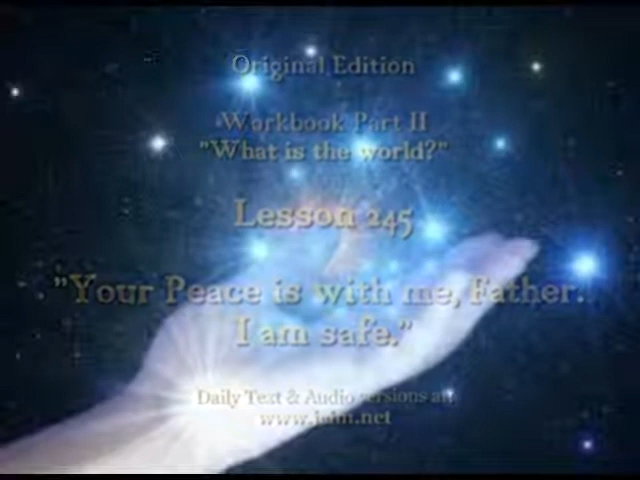 Original Edition
Workbook Part II
"What is the world?"
Lesson 245
"Your Peace is with me, Father.
I am safe."
Daily Text & Audio versions at